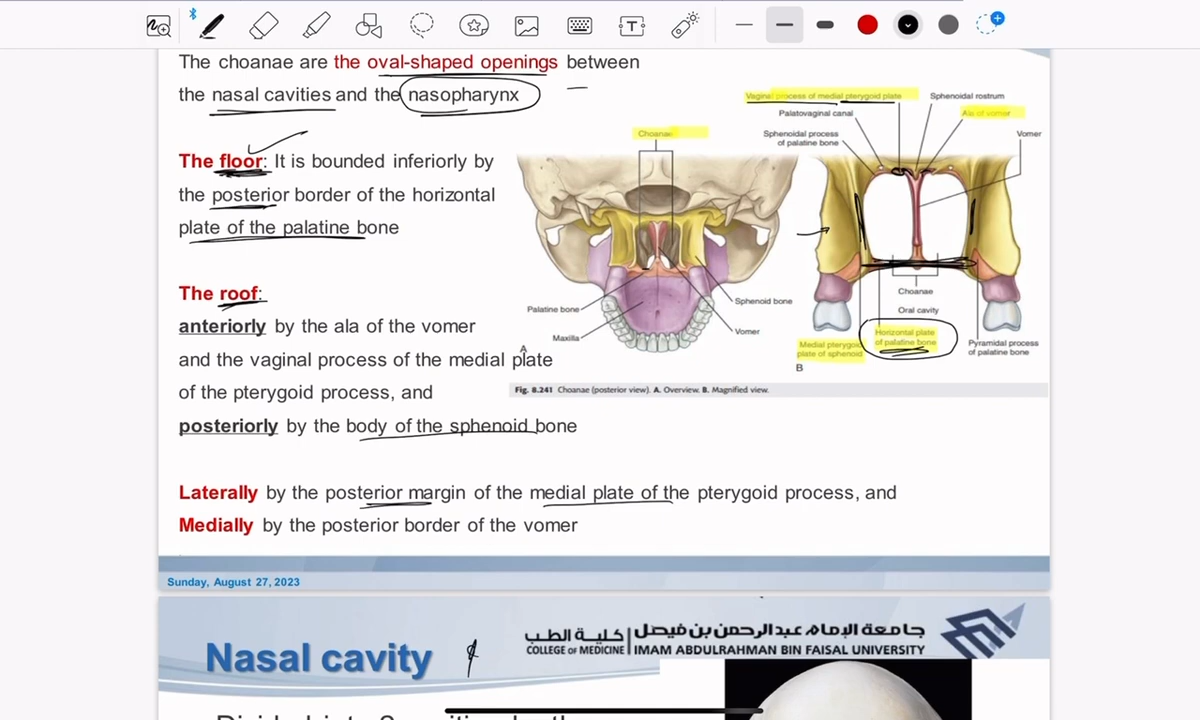 The choanae are the oval-shaped openings between
the nasal cavities and the nasopharynx
The floor: It is bounded inferiorly by
the posterior border of the horizontal
plate of the palatine bone
The roof:
anteriorly by the ala of the vomer
and the vaginal process of the medial plate
of the pterygoid process, and
posteriorly by the body of the sphenoid bone
Laterally by the posterior margin of the medial plate of the pterygoid process, and
Medially by the posterior border of the vomer
Choanae
Palatine bone
Maxilla
Sphenoid bone
Vomer
A
Vaginal process of medial pterygoid plate
Sphenoidal rostrum
Palatovaginal canal
Ala of vomer
Sphenoidal process
of palatine bone
Vomer
Choanae
Oral cavity
Horizontal plate
of palatine bone
Medial pterygoid
plate of sphenoid
Pyramidal process
of palatine bone
B
Fig. 8.241 Choanae (posterior view). A. Overview. B. Magnified view.
Sunday, August 27, 2023
Nasal cavity
جامعة الإمام عبدالرحمن بن فيصل
كلية الطب
IMAM ABDULRAHMAN BIN FAISAL UNIVERSITY
COLLEGE OF MEDICINE